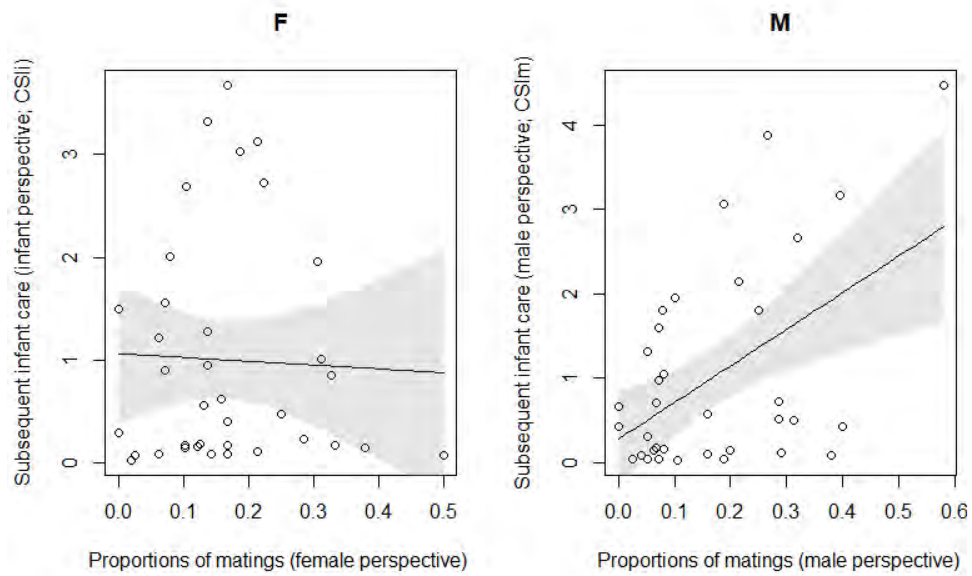 F
Subsequent infant care (infant perspective; CSIi)
3
2
1
0
0.0 0.1 0.2 0.3 0.4 0.5
Proportions of matings (female perspective)
M
Subsequent infant care (male perspective; CSIm)
4
3
2
1
0
0.0 0.1 0.2 0.3 0.4 0.5 0.6
Proportions of matings (male perspective)